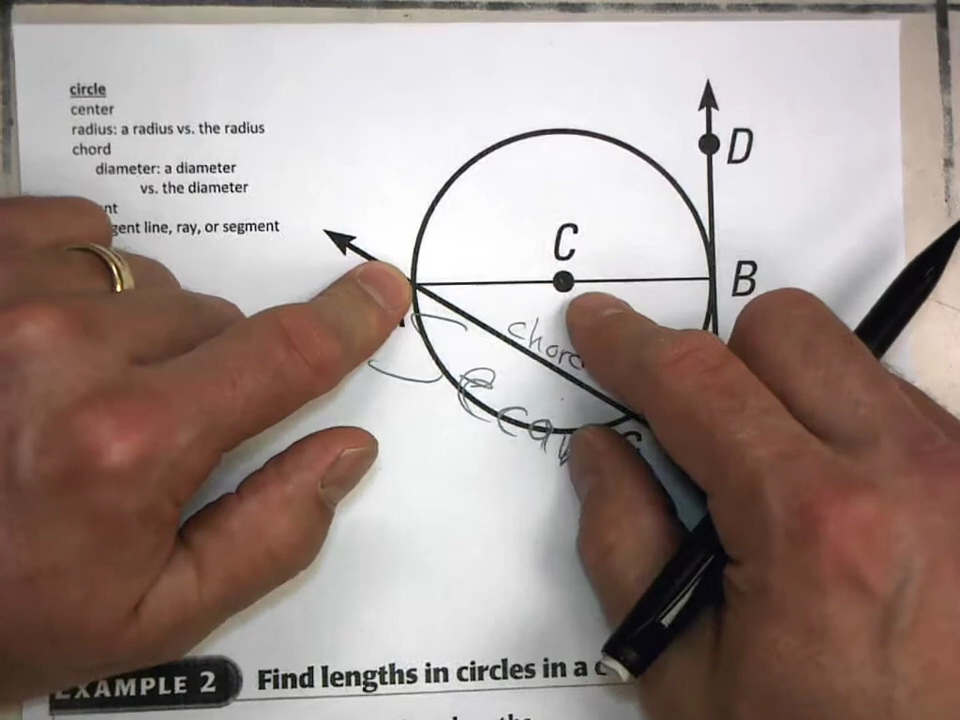 circle
center
radius: a radius vs. the radius
chord
diameter: a diameter
vs. the diameter
nt
gent line, ray, or segment
D
C
B
chord
EXAMPLE 2 Find lengths in circles in a c